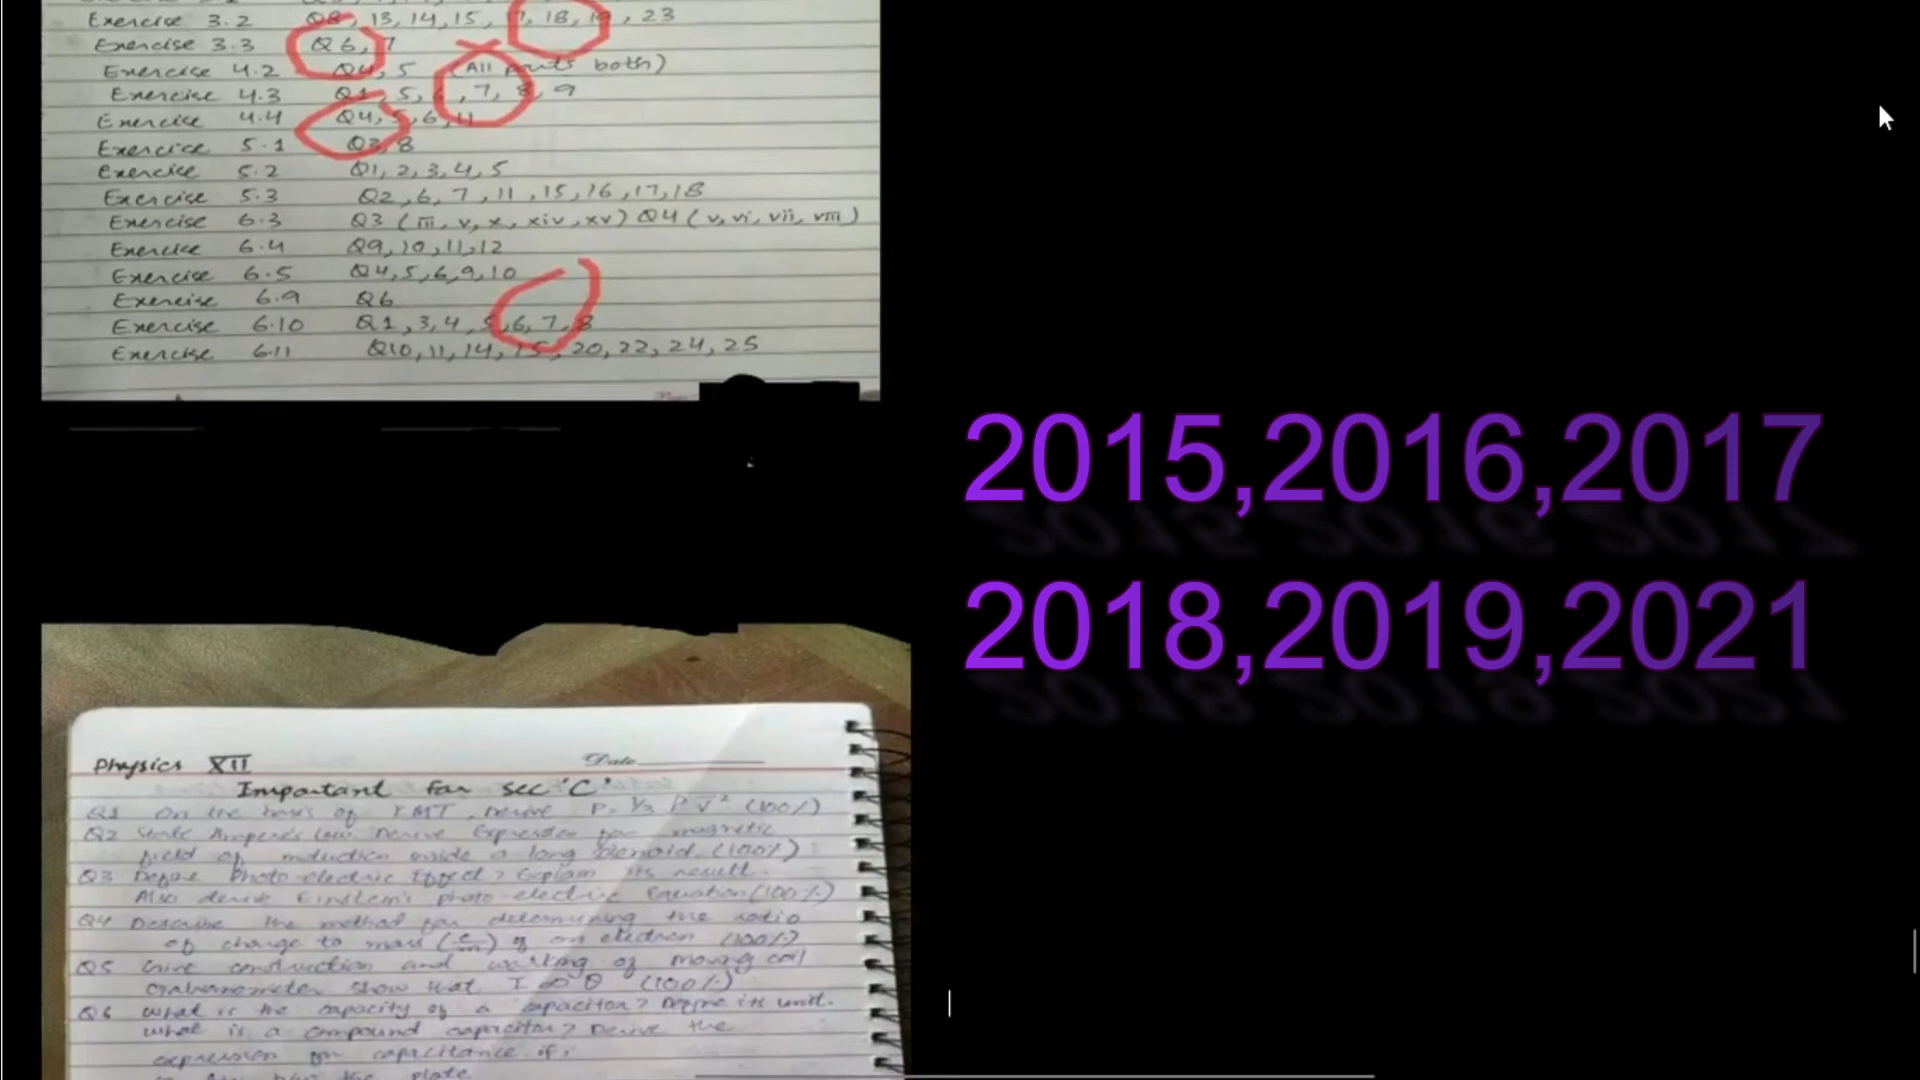 Exercise 3.2 Q8, 13, 14, 15, 17, 18, 19, 23
Exercise 3.3 Q6, 7
Exercise 4.2 Q4, 5 (All parts both)
Exercise 4.3 Q1, 5, 6, 7, 8, 9
Exercise 4.4 Q4, 5, 6, 11
Exercice 5.1 8
Exercise 5.2 Q1, 2, 3, 4, 5
Exercise 5.3 Q2, 6, 7, 11, 15, 16, 17, 18
Exercise 6.3 Q3 (iii, v, x, xiv, xv) Q4 (v, vi, vii, viii)
Exercise 6.4 Q9, 10, 11, 12
Exercise 6.5 Q4, 5, 6, 9, 10
Exercise 6.9 Q6
Exercise 6.10 Q1, 3, 4, 5, 6, 7, 8
Exercise 6.11 Q10, 11, 14, 15, 20, 22, 24, 25
2015,2016,2017
2018,2019,2021
Physics XII Date
Important For sec "C"
Q1 On the basis of KMT, Derive P = 1/3 ρ v̄² (100%)
Q2 State Ampere's law. Derive Expression for magnetic
field of induction inside a long Solenoid. (100%)
Q3 Define Photo-electric Effect? Explain its result.
Also derive Einstein's photo-electric Equation (100%)
Q4 Describe the method for determining the ratio
of charge to mass (e/m) of an electron (100%)
Q5 Give construction and working of moving coil
Galvanometer show that I ∝ θ (100%)
Q6 What is the capacity of a capacitor? Define its unit.
what is a compound capacitor? Derive the
expression for capacitance if:
the plate